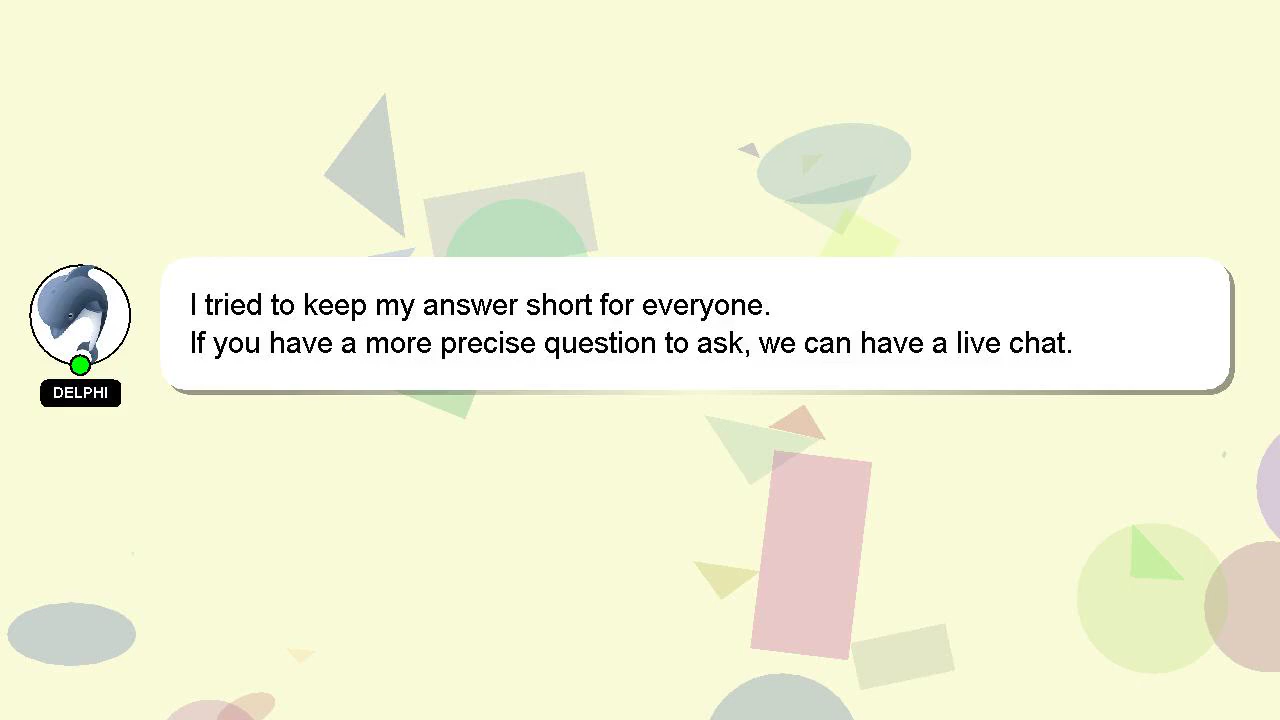 I tried to keep my answer short for everyone.
If you have a more precise question to ask, we can have a live chat.
DELPHI